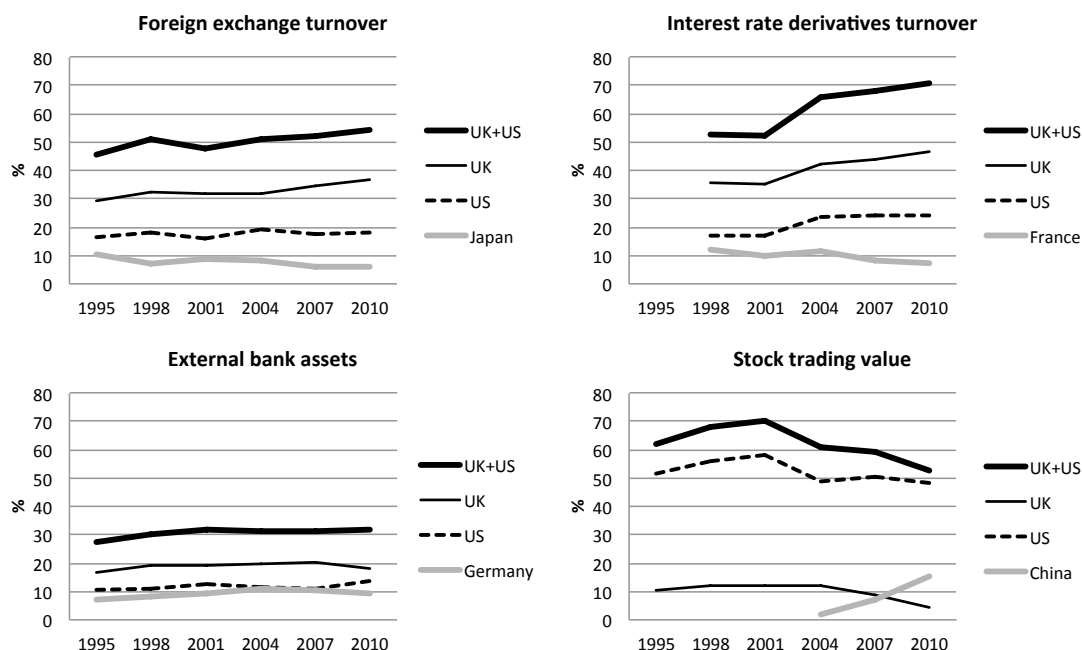 Foreign exchange turnover
80
70
60
50
40
30
20
10
0
%
1995 1998 2001 2004 2007 2010
UK+US
UK
US
Japan
Interest rate derivatives turnover
80
70
60
50
40
30
20
10
0
%
1995 1998 2001 2004 2007 2010
UK+US
UK
US
France
External bank assets
80
70
60
50
40
30
20
10
0
%
1995 1998 2001 2004 2007 2010
UK+US
UK
US
Germany
Stock trading value
80
70
60
50
40
30
20
10
0
%
1995 1998 2001 2004 2007 2010
UK+US
UK
US
China